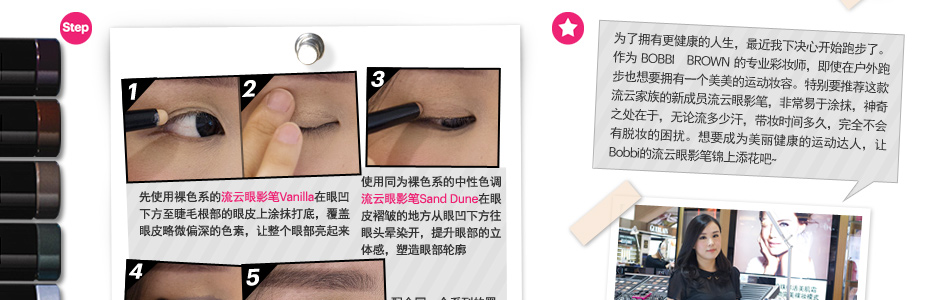 Step
1
2
3
先使用裸色系的流云眼影笔Vanilla在眼凹
下方至睫毛根部的眼皮上涂抹打底，覆盖
眼皮略微偏深的色素，让整个眼部亮起来
使用同为裸色系的中性色调
流云眼影笔Sand Dune在眼
皮褶皱的地方从眼凹下方往
眼头晕染开，提升眼部的立
体感，塑造眼部轮廓
4
5
为了拥有更健康的人生，最近我下决心开始跑步了。
作为 BOBBI BROWN 的专业彩妆师，即使在户外跑
步也想要拥有一个美美的运动妆容。特别要推荐这款
流云家族的新成员流云眼影笔，非常易于涂抹，神奇
之处在于，无论流多少汗，带妆时间多久，完全不会
有脱妆的困扰。想要成为美丽健康的运动达人，让
Bobbi的流云眼影笔锦上添花吧~